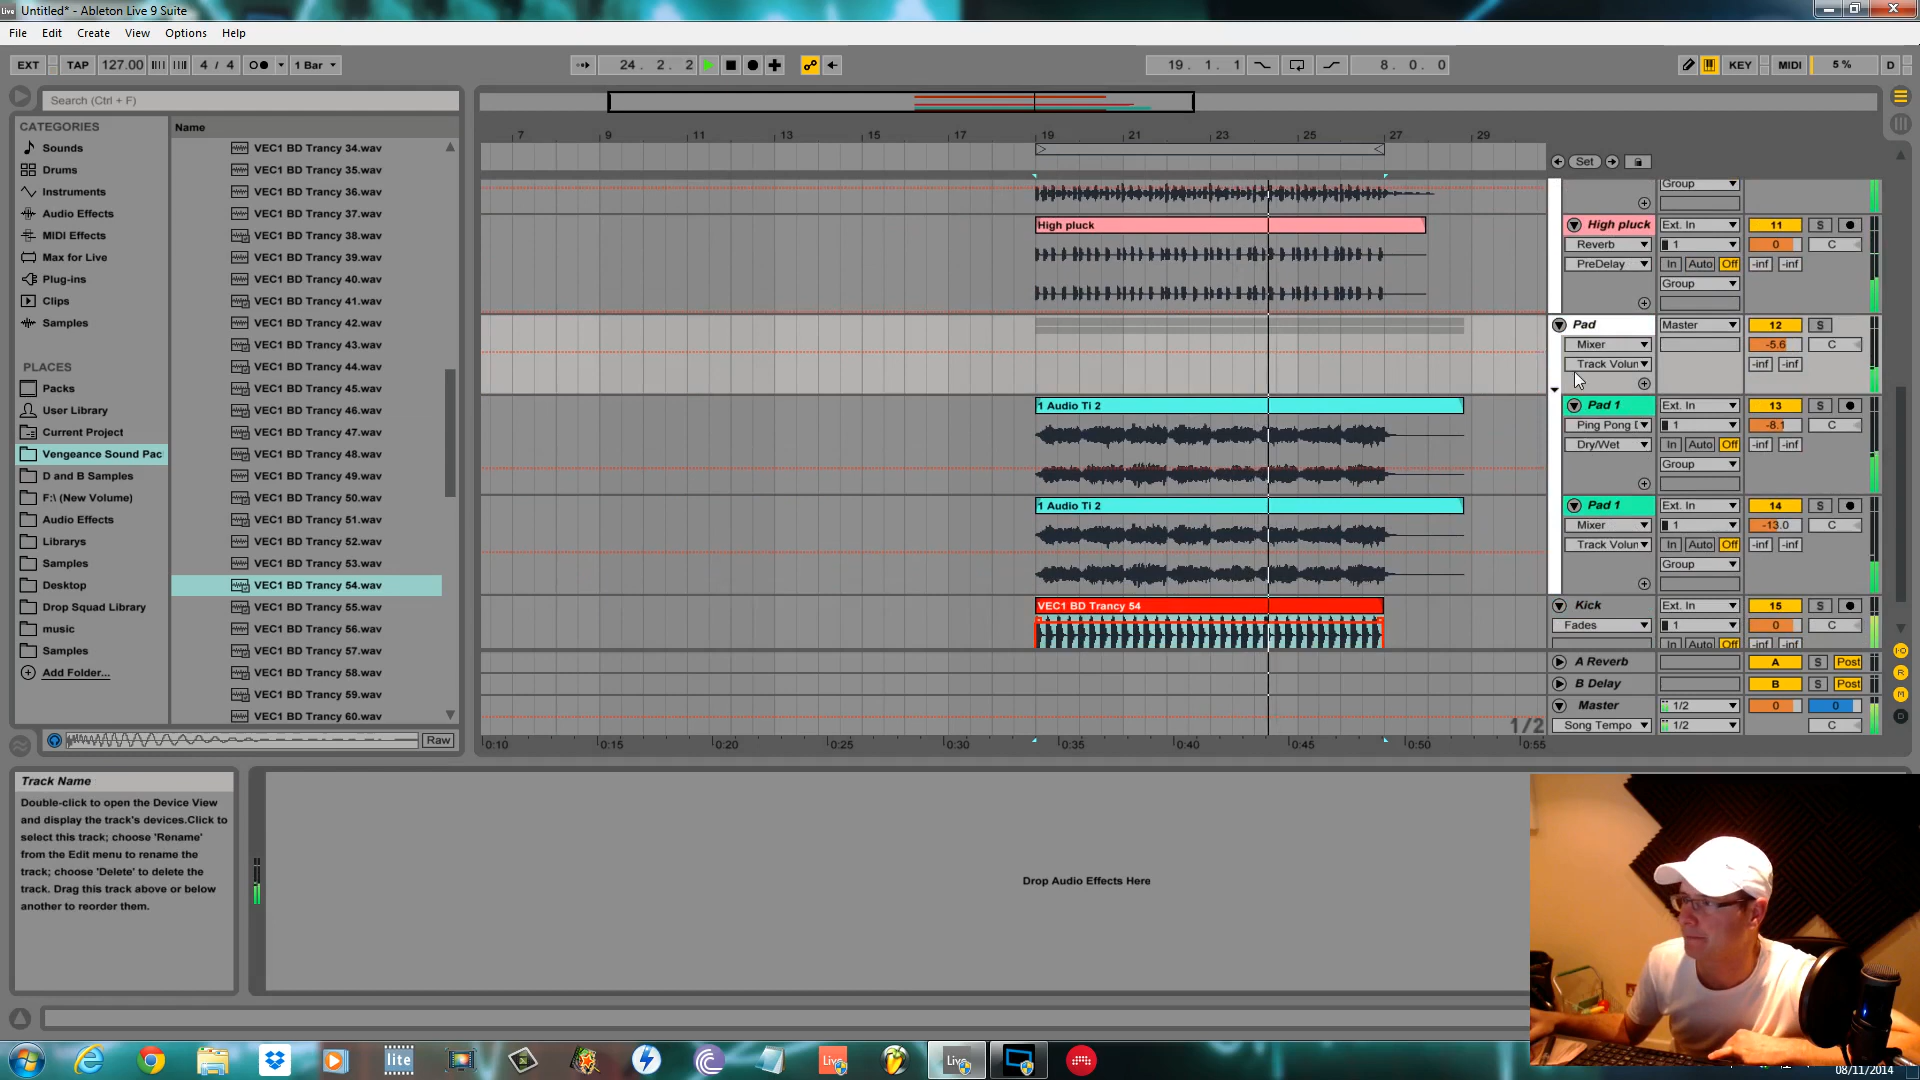 Untitled* - Ableton Live 9 Suite
File Edit Create View Options Help
EXT TAP 127.00 4 / 4 1 Bar 24. 2. 2 19. 1. 1 8. 0. 0 KEY MIDI 5 % D
Search (Ctrl + F)
CATEGORIES
Sounds
Drums
Instruments
Audio Effects
MIDI Effects
Max for Live
Plug-ins
Clips
Samples
PLACES
Packs
User Library
Current Project
Vengeance Sound Pac
D and B Samples
F:\ (New Volume)
Audio Effects
Librarys
Samples
Desktop
Drop Squad Library
music
Samples
Add Folder...
Name
VEC1 BD Trancy 34.wav
VEC1 BD Trancy 35.wav
VEC1 BD Trancy 36.wav
VEC1 BD Trancy 37.wav
VEC1 BD Trancy 38.wav
VEC1 BD Trancy 39.wav
VEC1 BD Trancy 40.wav
VEC1 BD Trancy 41.wav
VEC1 BD Trancy 42.wav
VEC1 BD Trancy 43.wav
VEC1 BD Trancy 44.wav
VEC1 BD Trancy 45.wav
VEC1 BD Trancy 46.wav
VEC1 BD Trancy 47.wav
VEC1 BD Trancy 48.wav
VEC1 BD Trancy 49.wav
VEC1 BD Trancy 50.wav
VEC1 BD Trancy 51.wav
VEC1 BD Trancy 52.wav
VEC1 BD Trancy 53.wav
VEC1 BD Trancy 54.wav
VEC1 BD Trancy 55.wav
VEC1 BD Trancy 56.wav
VEC1 BD Trancy 57.wav
VEC1 BD Trancy 58.wav
VEC1 BD Trancy 59.wav
VEC1 BD Trancy 60.wav
Raw
7 9 11 13 15 17 19 21 23 25 27 29
Set
Group
High pluck
High pluck Ext. In 11 S
Reverb 1 0 C
PreDelay In Auto Off -inf -inf
Group
Pad Master 12 S
Mixer -5.6 C
Track Volum -inf -inf
1 Audio Ti 2
Pad 1 Ext. In 13 S
Ping Pong D 1 -8.1 C
Dry/Wet In Auto Off -inf -inf
Group
1 Audio Ti 2
Pad 1 Ext. In 14 S
Mixer 1 -13.0 C
Track Volum In Auto Off -inf -inf
Group
VEC1 BD Trancy 54
Kick Ext. In 15 S
Fades 1 0 C
In Auto Off -inf -inf
A Reverb A S Post
B Delay B S Post
Master 1/2 0 0
Song Tempo 1/2 C
1/2
0:10 0:15 0:20 0:25 0:30 0:35 0:40 0:45 0:50 0:55
Track Name
Double-click to open the Device View
and display the track's devices.Click to
select this track; choose 'Rename'
from the Edit menu to rename the
track; choose 'Delete' to delete the
track. Drag this track above or below
another to reorder them.
Drop Audio Effects Here
lite
Live
Live
08/11/2014